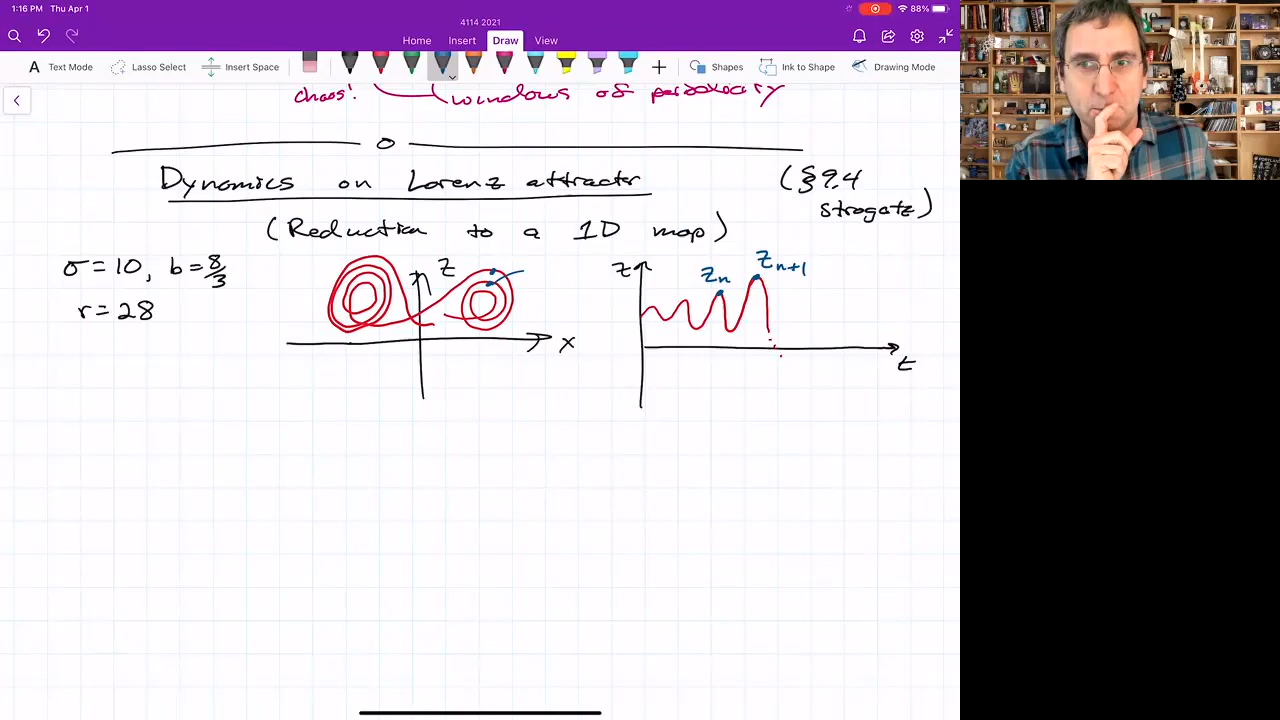 1:16 PM Thu Apr 1
88%
4114 2021
Home Insert Draw View
Text Mode Lasso Select Insert Space Shapes Ink to Shape Drawing Mode
chaos! windows of periodicity
Dynamics on Lorenz attractor
(§9.4
strogatz)
(Reduction to a 1D map)
σ=10, b=8/3
r=28
z
x
z
zn
zn+1
t